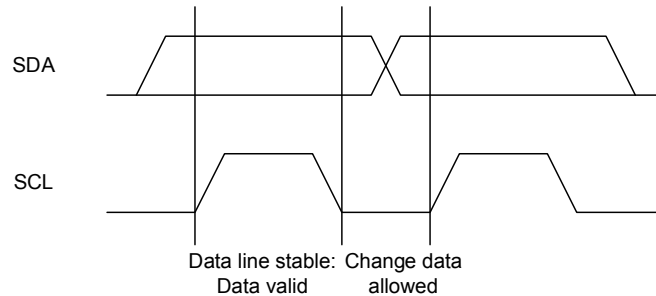 SDA
SCL
Data line stable: Change data
Data valid allowed